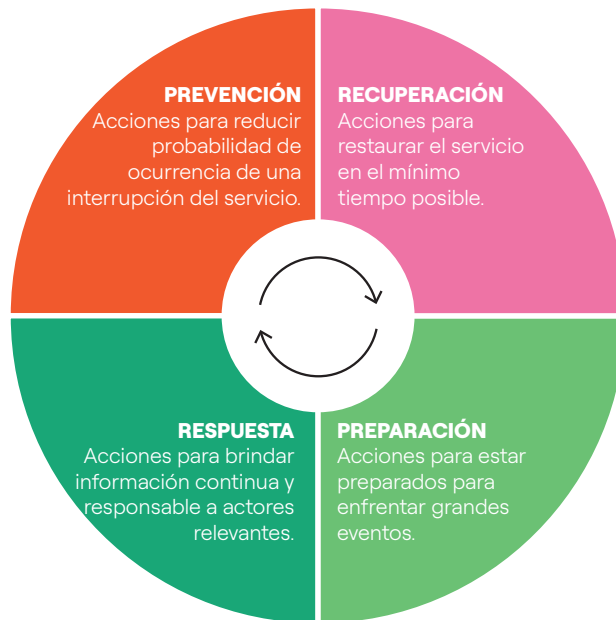 PREVENCIÓN
Acciones para reducir
probabilidad de
ocurrencia de una
interrupción del servicio.
RECUPERACIÓN
Acciones para
restaurar el servicio
en el mínimo
tiempo posible.
RESPUESTA
Acciones para brindar
información continua y
responsable a actores
relevantes.
PREPARACIÓN
Acciones para estar
preparados para
enfrentar grandes
eventos.